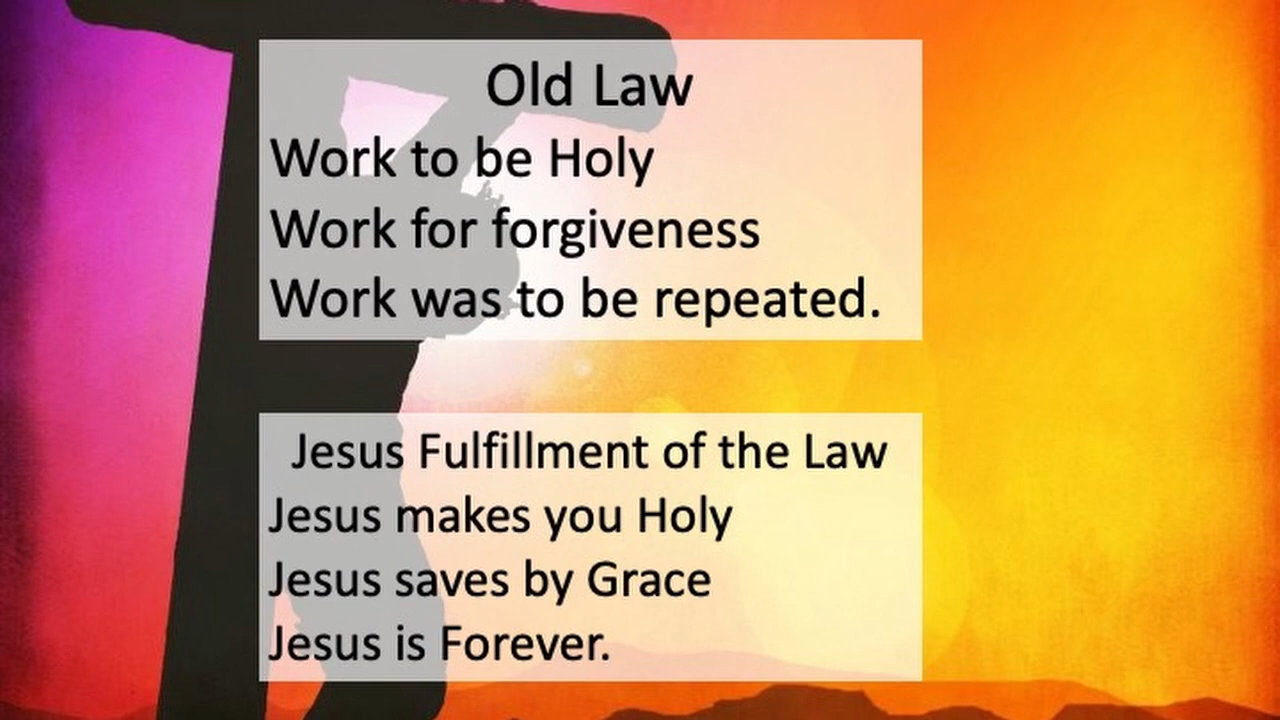 Old Law
Work to be Holy
Work for forgiveness
Work was to be repeated.
Jesus Fulfillment of the Law
Jesus makes you Holy
Jesus saves by Grace
Jesus is Forever.